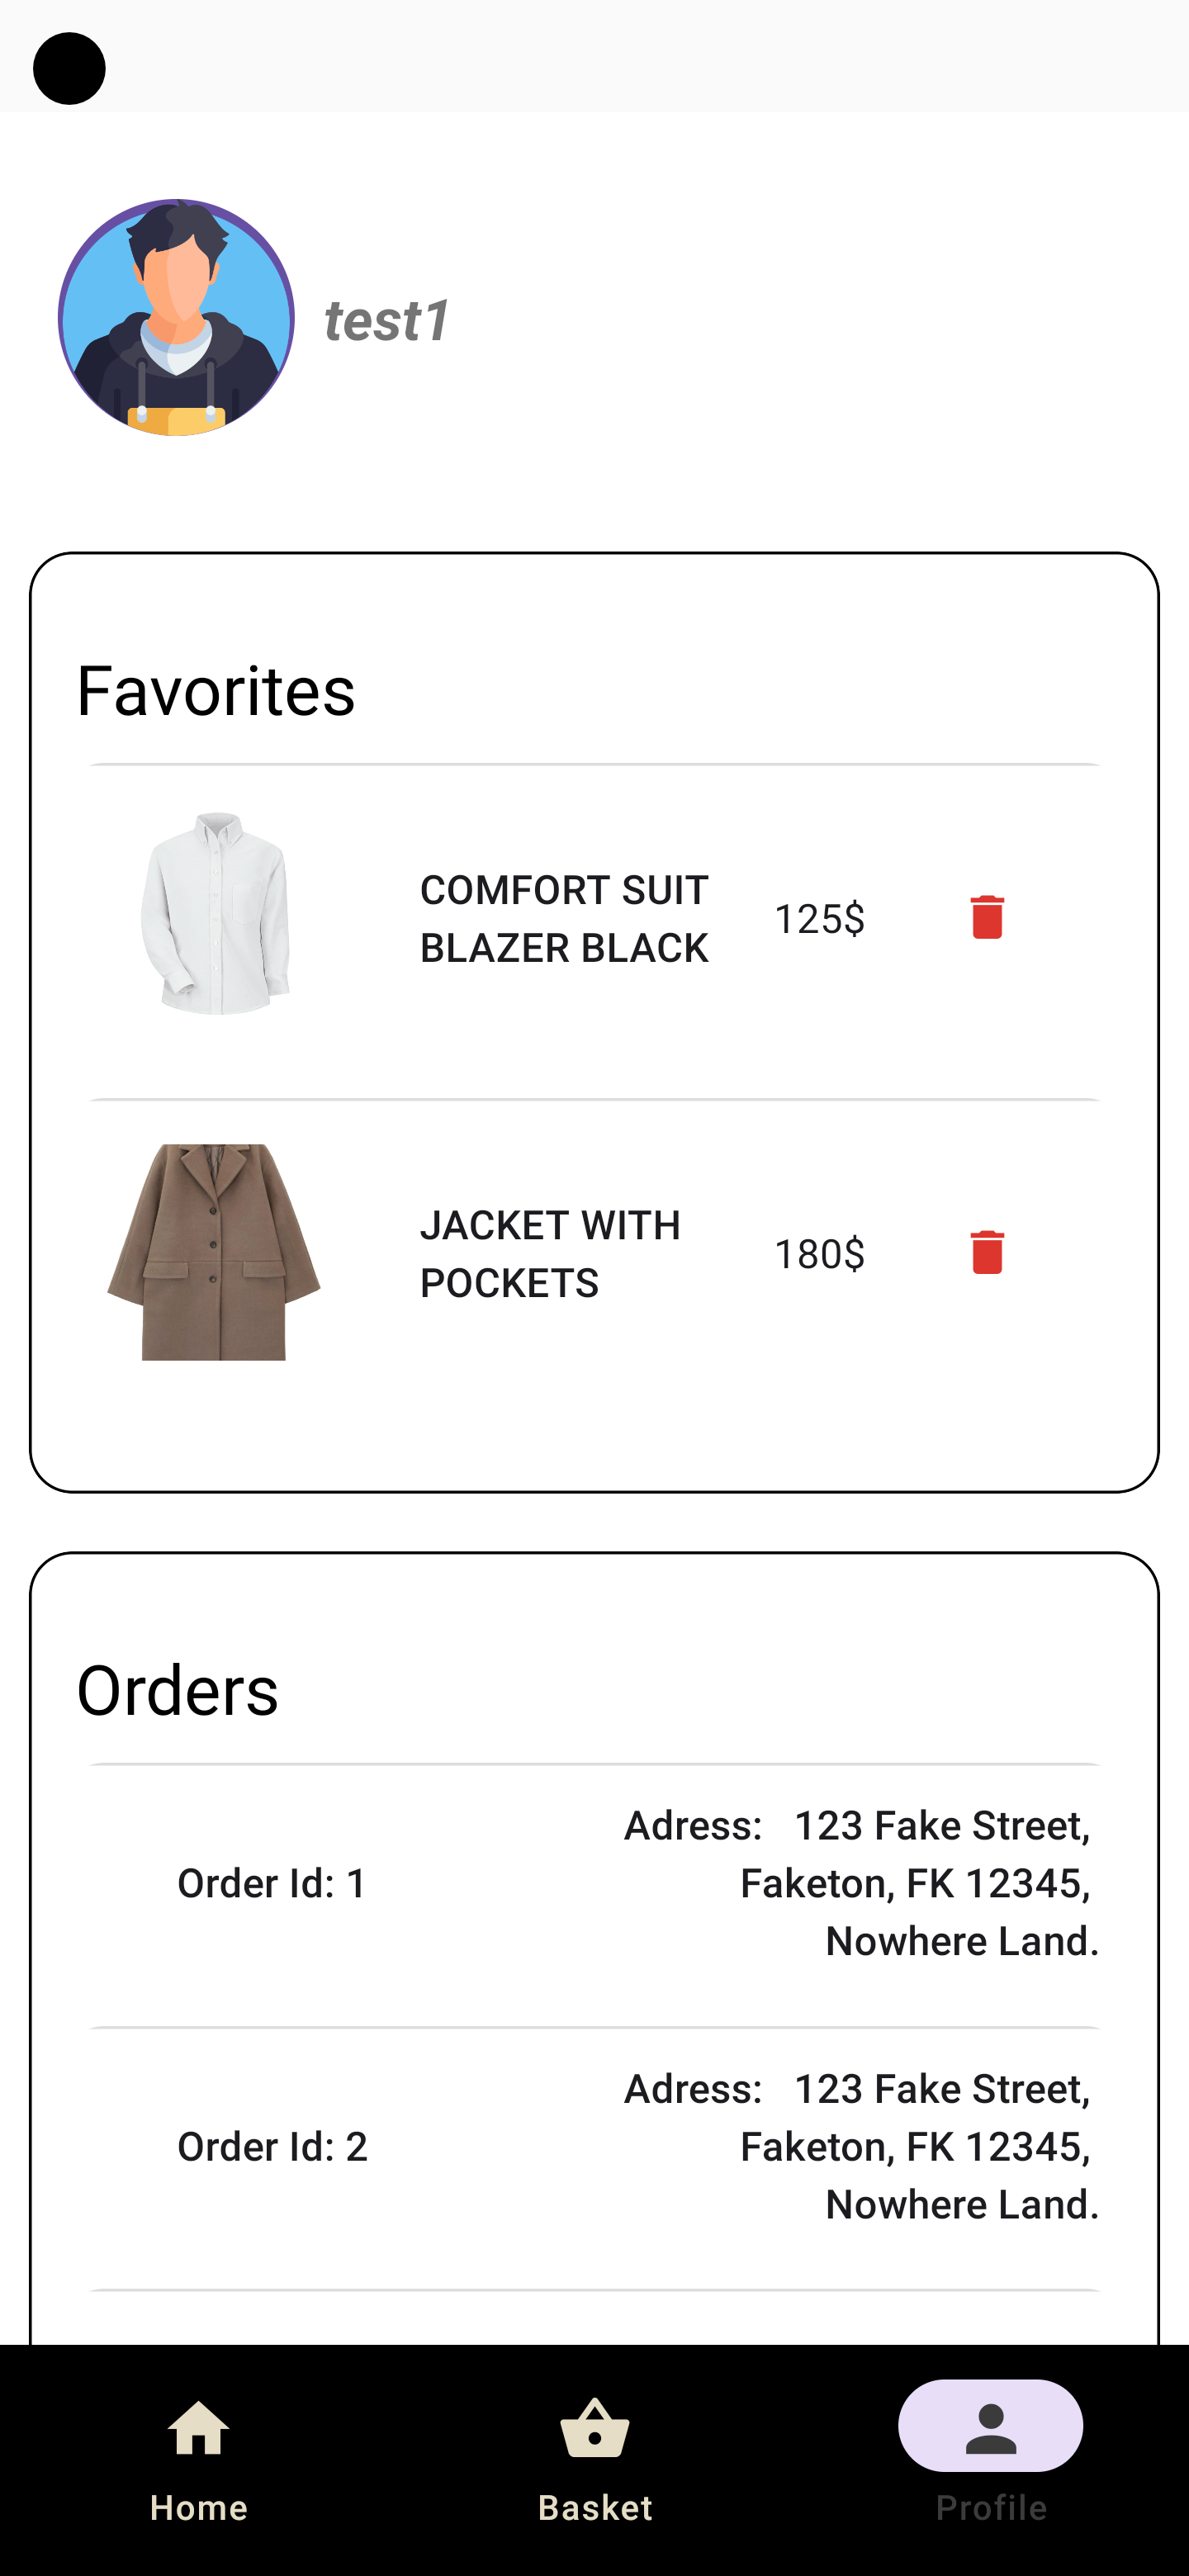 test1
Favorites
COMFORT SUIT
BLAZER BLACK
125$
JACKET WITH
POCKETS
180$
Orders
Order Id: 1
Adress: 123 Fake Street,
Faketon, FK 12345,
Nowhere Land.
Order Id: 2
Adress: 123 Fake Street,
Faketon, FK 12345,
Nowhere Land.
Home
Basket
Profile